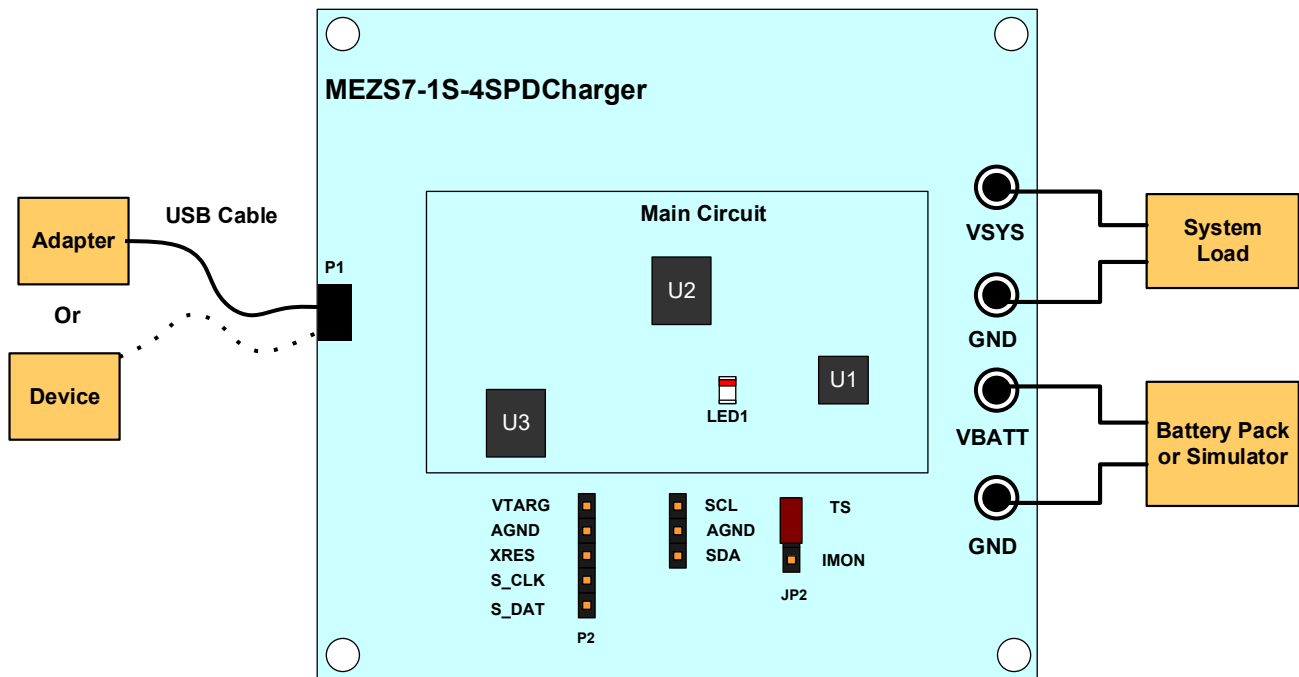 MEZS7-1S-4SPDCharger
USB Cable
Adapter
Or
Device
P1
Main Circuit
U2
U1
U3
LED1
VSYS
GND
VBATT
GND
System
Load
Battery Pack
or Simulator
VTARG
AGND
XRES
S_CLK
S_DAT
P2
SCL
AGND
SDA
TS
IMON
JP2